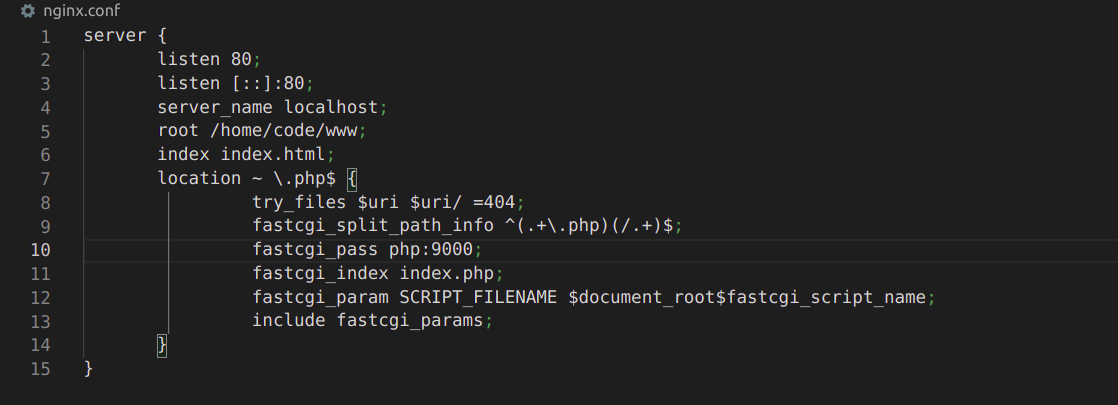 nginx.conf
1 server {
2 listen 80;
3 listen [::]:80;
4 server_name localhost;
5 root /home/code/www;
6 index index.html;
7 location ~ \.php$ {
8 try_files $uri $uri/ =404;
9 fastcgi_split_path_info ^(.+\.php)(/.+)$;
10 fastcgi_pass php:9000;
11 fastcgi_index index.php;
12 fastcgi_param SCRIPT_FILENAME $document_root$fastcgi_script_name;
13 include fastcgi_params;
14 }
15 }